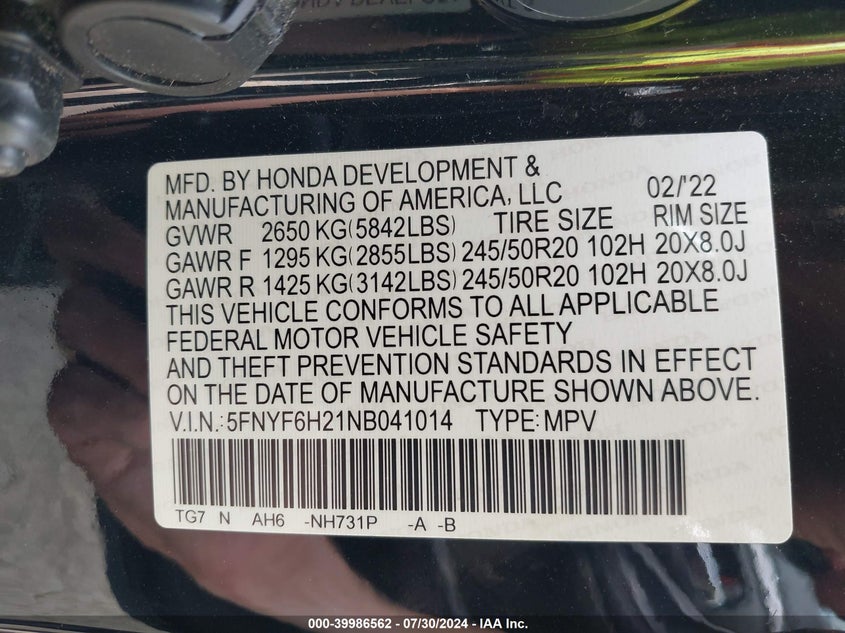 MFD. BY HONDA DEVELOPMENT &
MANUFACTURING OF AMERICA, LLC 02/'22
GVWR 2650 KG(5842LBS) TIRE SIZE RIM SIZE
GAWR F 1295 KG(2855LBS) 245/50R20 102H 20X8.0J
GAWR R 1425 KG(3142LBS) 245/50R20 102H 20X8.0J
THIS VEHICLE CONFORMS TO ALL APPLICABLE
FEDERAL MOTOR VEHICLE SAFETY
AND THEFT PREVENTION STANDARDS IN EFFECT
ON THE DATE OF MANUFACTURE SHOWN ABOVE.
V.I.N.:5FNYF6H21NB041014 TYPE:MPV
TG7 N AH6 -NH731P -A -B
000-39986562 - 07/30/2024 - IAA Inc.